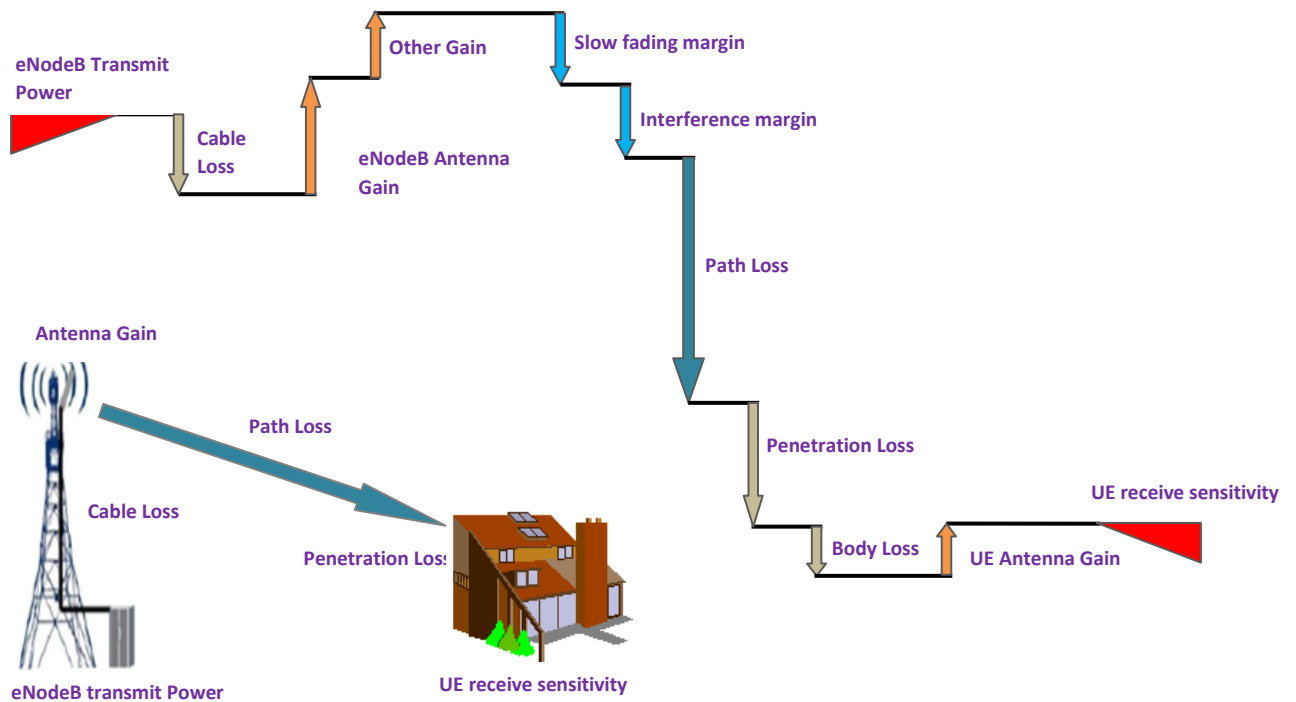 Other Gain
Slow fading margin
eNodeB Transmit
Power
Interference margin
Cable
Loss
eNodeB Antenna
Gain
Path Loss
Antenna Gain
Path Loss
Penetration Loss
UE receive sensitivity
Cable Loss
Penetration Loss
Body Loss
UE Antenna Gain
UE receive sensitivity
eNodeB transmit Power